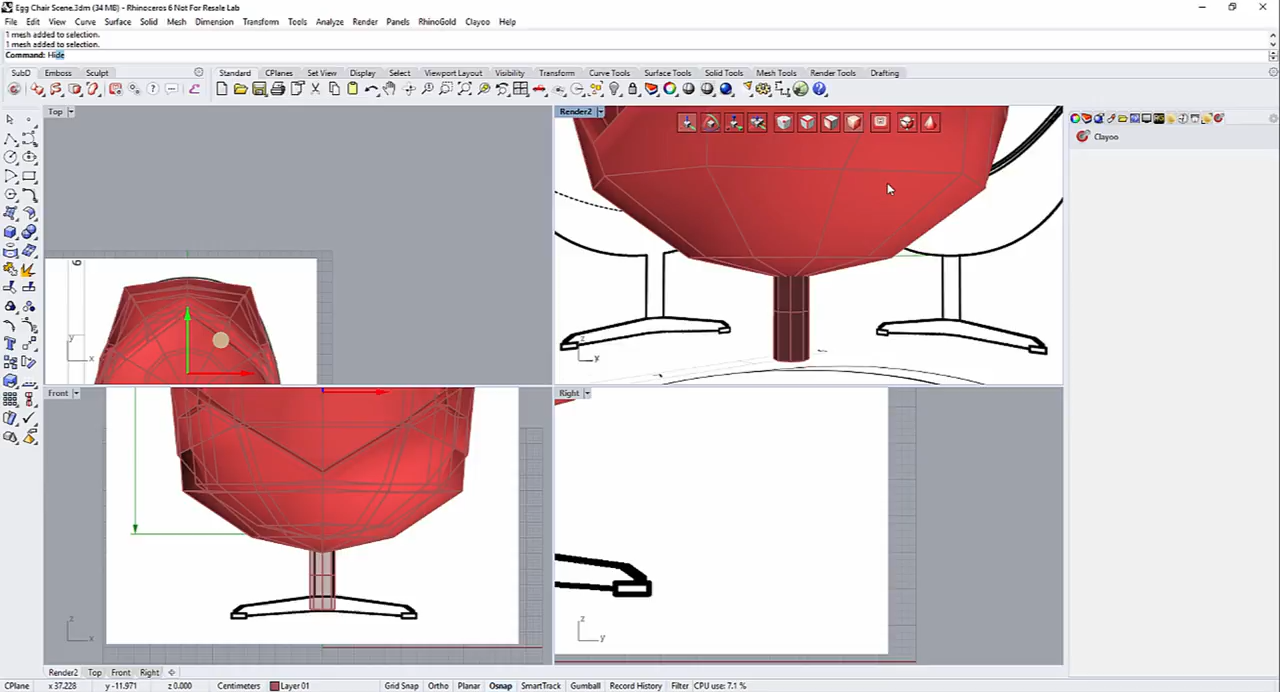 Egg Chair Scene.3dm (34 MB) - Rhinoceros 6 Not For Resale Lab
File Edit View Curve Surface Solid Mesh Dimension Transform Tools Analyze Render Panels RhinoGold Clayoo Help
1 mesh added to selection.
1 mesh added to selection.
Command: Hide
SubD Emboss Sculpt Standard CPlanes Set View Display Select Viewport Layout Visibility Transform Curve Tools Surface Tools Solid Tools Mesh Tools Render Tools Drafting
Top
Render2
Clayoo
6
y
x
z
y
Front
Right
z
x
z
y
Render2 Top Front Right
CPlane x 37.228 y -11.971 z 0.000 Centimeters Layer 01 Grid Snap Ortho Planar Osnap SmartTrack Gumball Record History Filter CPU use: 7.1 %